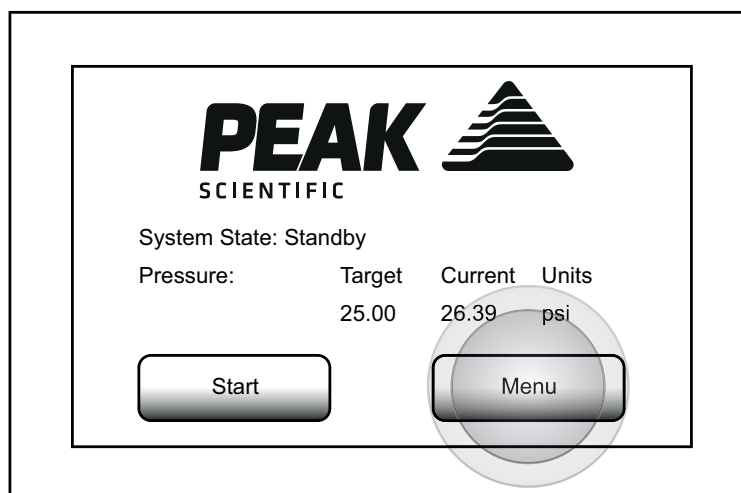 PEAK
SCIENTIFIC
System State: Standby
Pressure: Target Current Units
25.00 26.39 psi
Start Menu